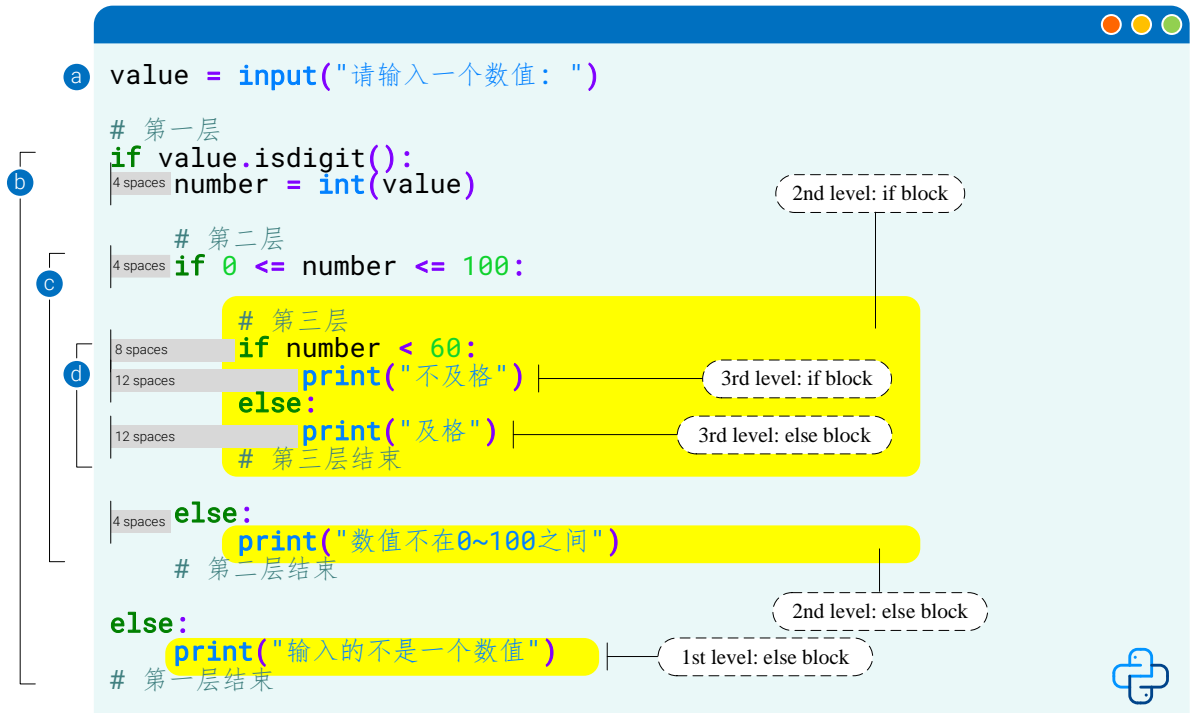 a value = input("请输入一个数值: ")
# 第一层
b if value.isdigit():
4 spaces number = int(value)
2nd level: if block
# 第二层
c 4 spaces if 0 <= number <= 100:
# 第三层
8 spaces if number < 60:
d 12 spaces print("不及格") 3rd level: if block
else:
12 spaces print("及格") 3rd level: else block
# 第三层结束
4 spaces else:
print("数值不在0~100之间")
# 第二层结束
2nd level: else block
else:
print("输入的不是一个数值") 1st level: else block
# 第一层结束